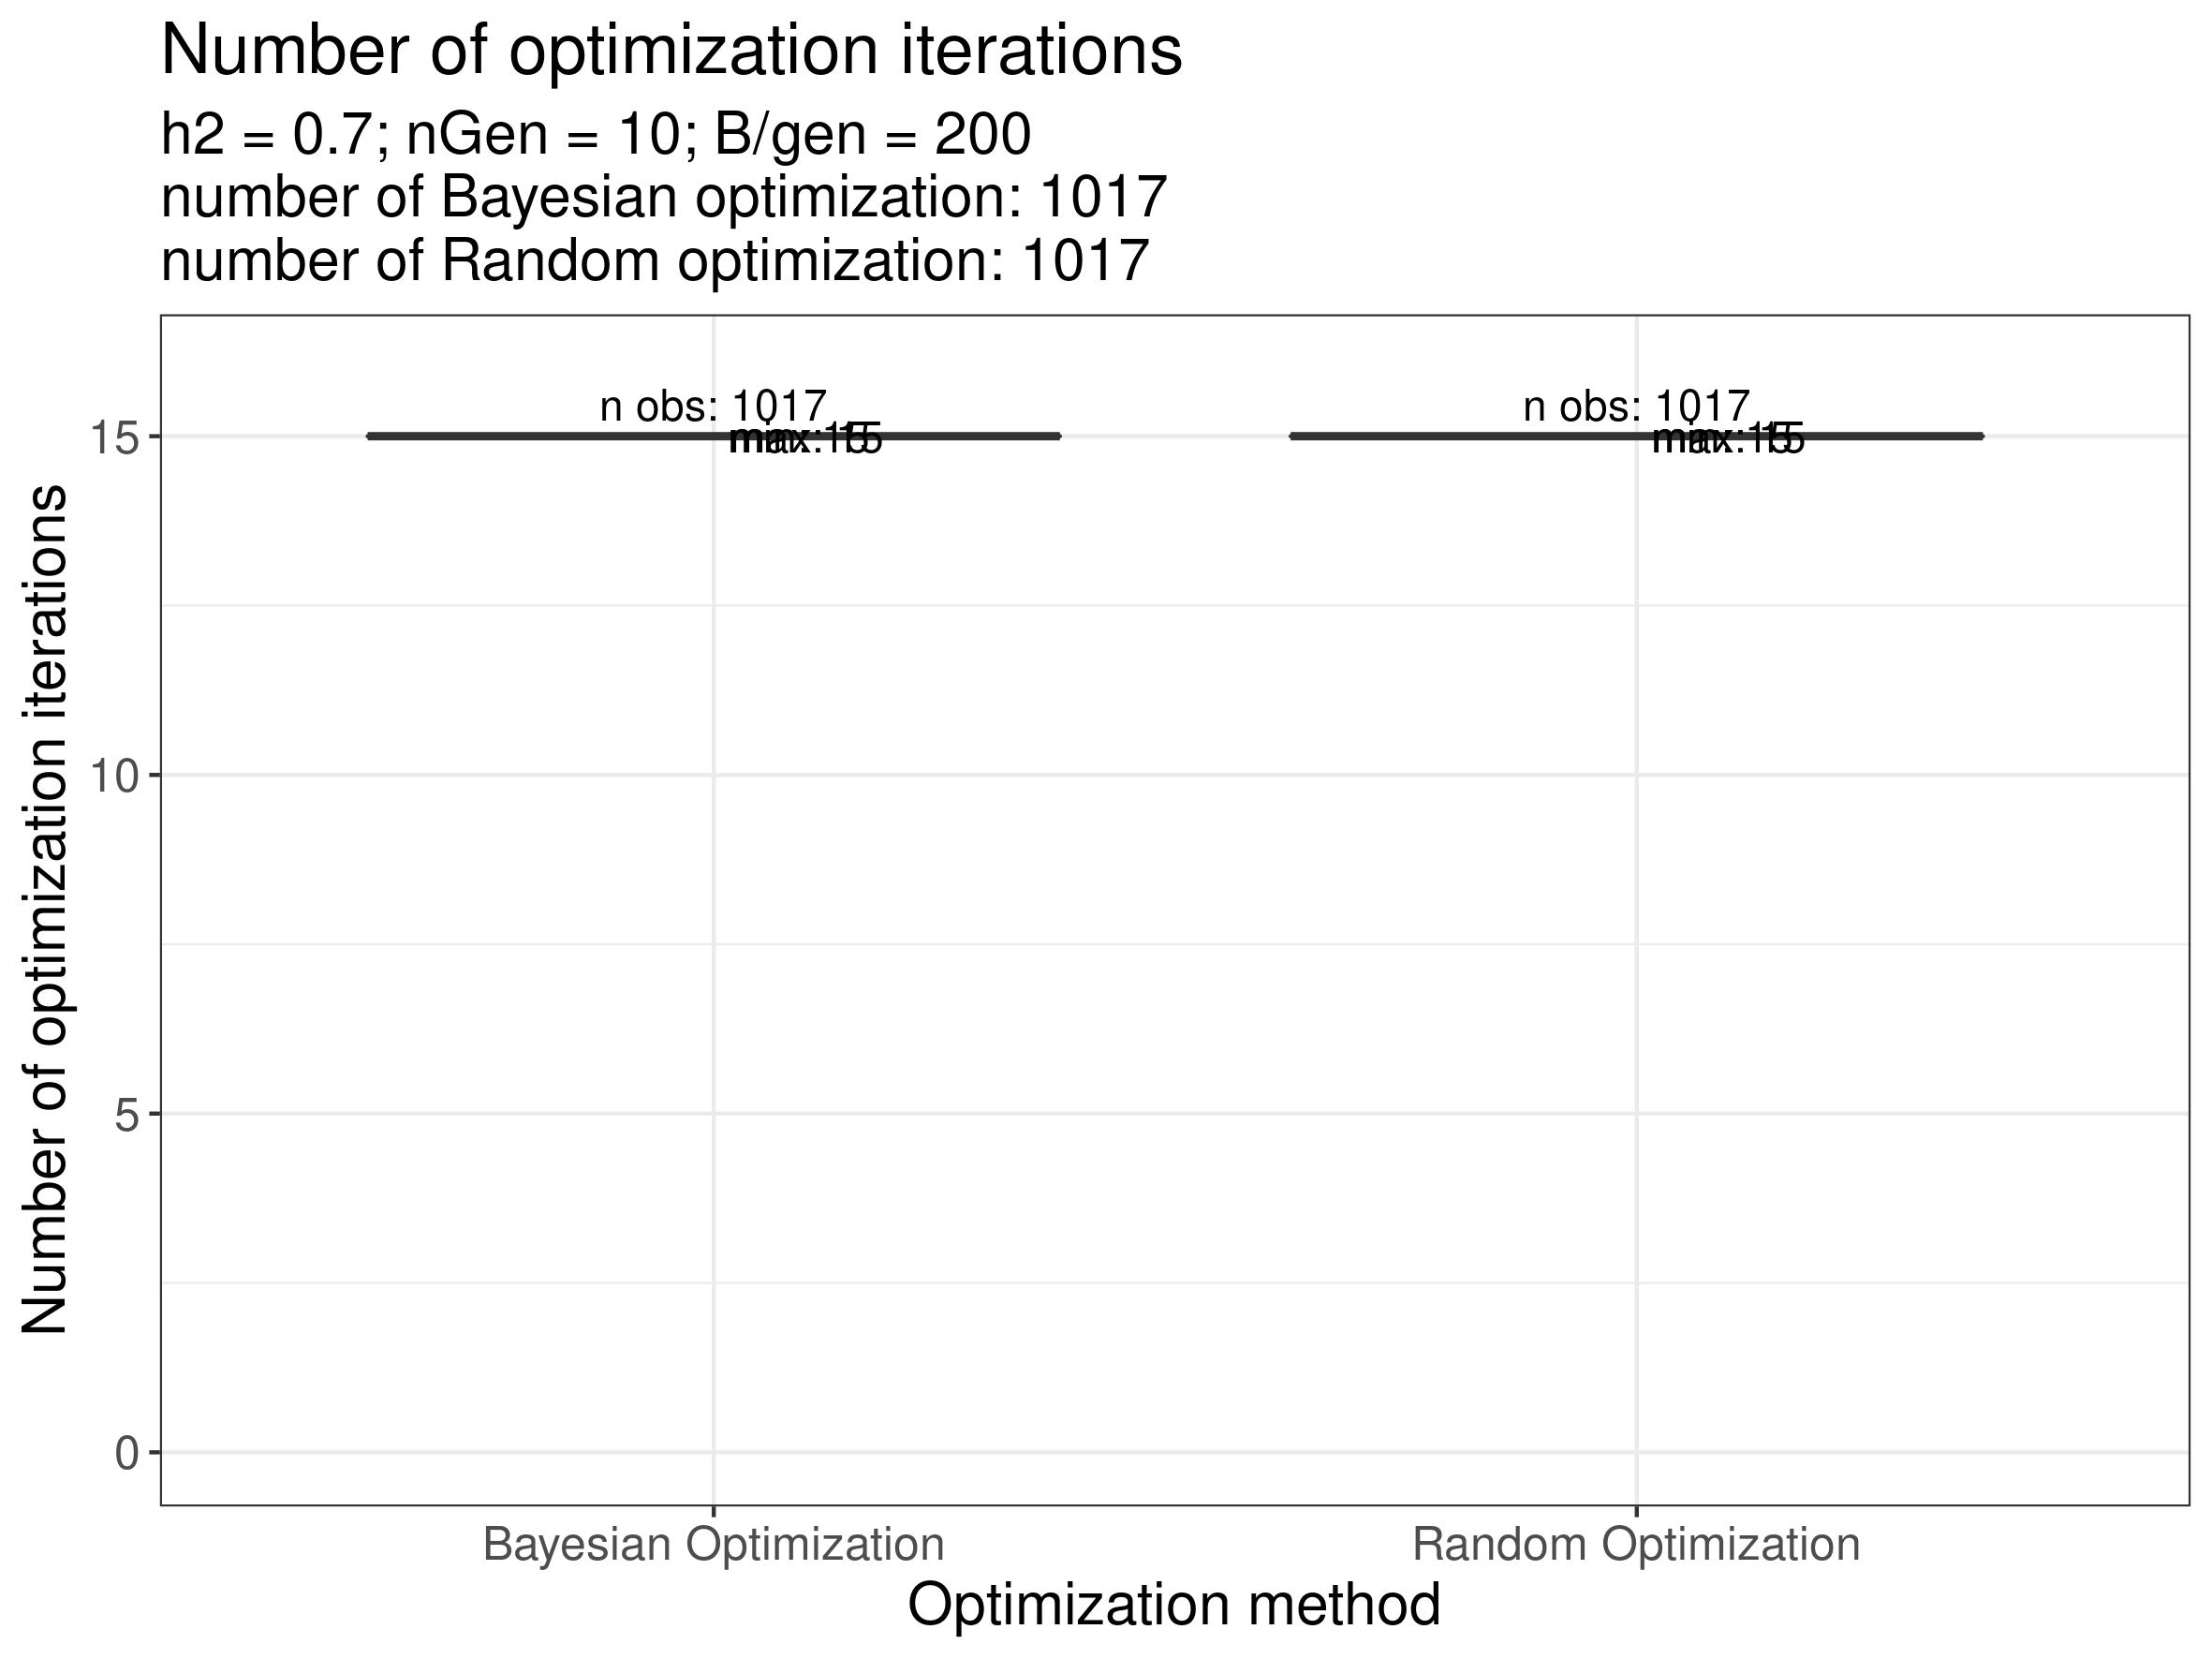 Number of optimization iterations
h2 = 0.7; nGen = 10; B/gen = 200
number of Bayesian optimization: 1017
number of Random optimization: 1017
Number of optimization iterations
15
10
5
0
n obs: 1017
n obs: 1017
Bayesian Optimization
Random Optimization
Optimization method